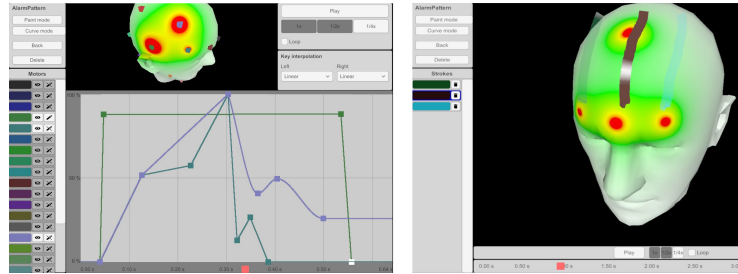 AlarmPattern
Paint mode
Curve mode
Back
Delete
Motors
Play
1x 1/2x 1/4x
Loop
Key interpolation
Left Right
Linear Linear
100 %
50 %
0 %
0.00 s 0.10 s 0.20 s 0.30 s 0.40 s 0.50 s 0.64 s
AlarmPattern
Paint mode
Curve mode
Back
Delete
Strokes
Play 1x 1/2x 1/4x Loop
0.00 s 0.50 s 1.50 s 2.00 s 2:50 s